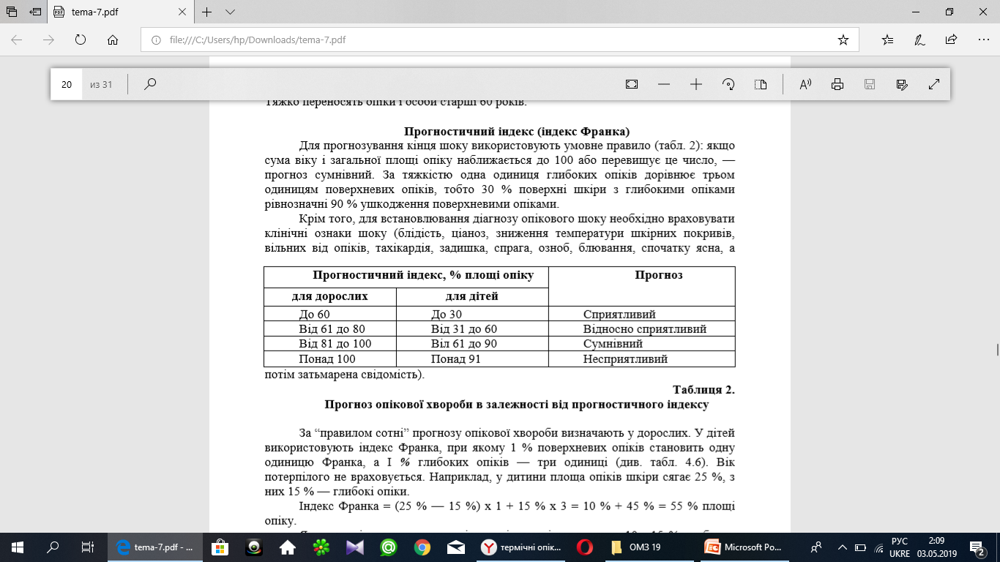 tema-7.pdf
file:///C:/Users/hp/Downloads/tema-7.pdf
20 из 31
Тяжко переносять опіки і особи старші 60 років.
Прогностичний індекс (індекс Франка)
Для прогнозування кінця шоку використовують умовне правило (табл. 2): якщо
сума віку і загальної площі опіку наближається до 100 або перевищує це число, —
прогноз сумнівний. За тяжкістю одна одиниця глибоких опіків дорівнює трьом
одиницям поверхневих опіків, тобто 30 % поверхні шкіри з глибокими опіками
рівнозначні 90 % ушкодження поверхневими опіками.
Крім того, для встановлювання діагнозу опікового шоку необхідно враховувати
клінічні ознаки шоку (блідість, ціаноз, зниження температури шкірних покривів,
вільних від опіків, тахікардія, задишка, спрага, озноб, блювання, спочатку ясна, а
Прогностичний індекс, % площі опіку Прогноз
для дорослих для дітей
До 60 До 30 Сприятливий
Від 61 до 80 Від 31 до 60 Відносно сприятливий
Від 81 до 100 Віл 61 до 90 Сумнівний
Понад 100 Понад 91 Несприятливий
потім затьмарена свідомість).
Таблиця 2.
Прогноз опікової хвороби в залежності від прогностичного індексу
За “правилом сотні” прогнозу опікової хвороби визначають у дорослих. У дітей
використовують індекс Франка, при якому 1 % поверхневих опіків становить одну
одиницю Франка, а І % глибоких опіків — три одиниці (див. табл. 4.6). Вік
потерпілого не враховується. Наприклад, у дитини площа опіків шкіри сягає 25 %, з
них 15 % — глибокі опіки.
Індекс Франка = (25 % — 15 %) х 1 + 15 % х 3 = 10 % + 45 % = 55 % площі
опіку.
tema-7.pdf - ...
термічні опік...
ОМЗ 19
Microsoft Po...
РУС 2:09
UKRE 03.05.2019
2